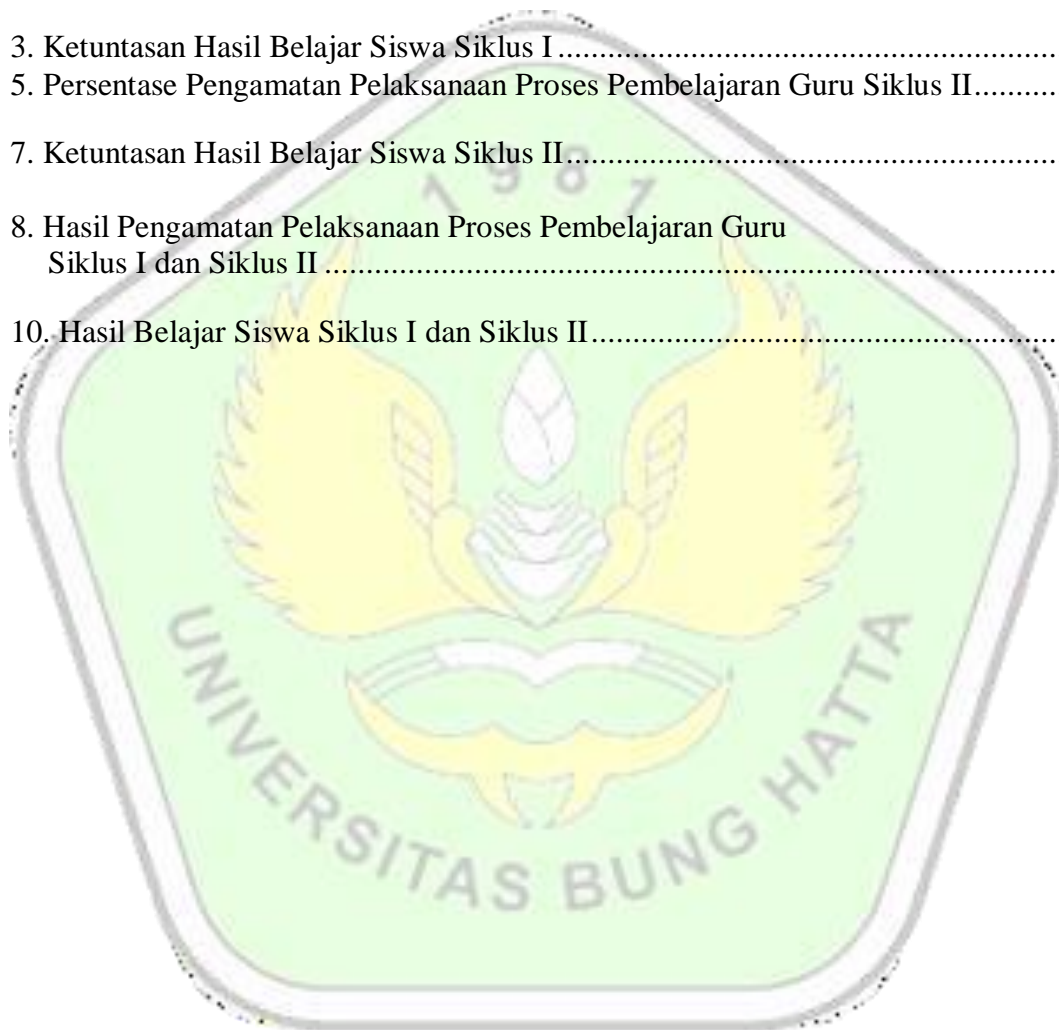 3. Ketuntasan Hasil Belajar Siswa Siklus I ............................................................
5. Persentase Pengamatan Pelaksanaan Proses Pembelajaran Guru Siklus II..........
7. Ketuntasan Hasil Belajar Siswa Siklus II...........................................................
8. Hasil Pengamatan Pelaksanaan Proses Pembelajaran Guru
Siklus I dan Siklus II ........................................................................................
10. Hasil Belajar Siswa Siklus I dan Siklus II........................................................
1981
UNIVERSITAS BUNG HATTA